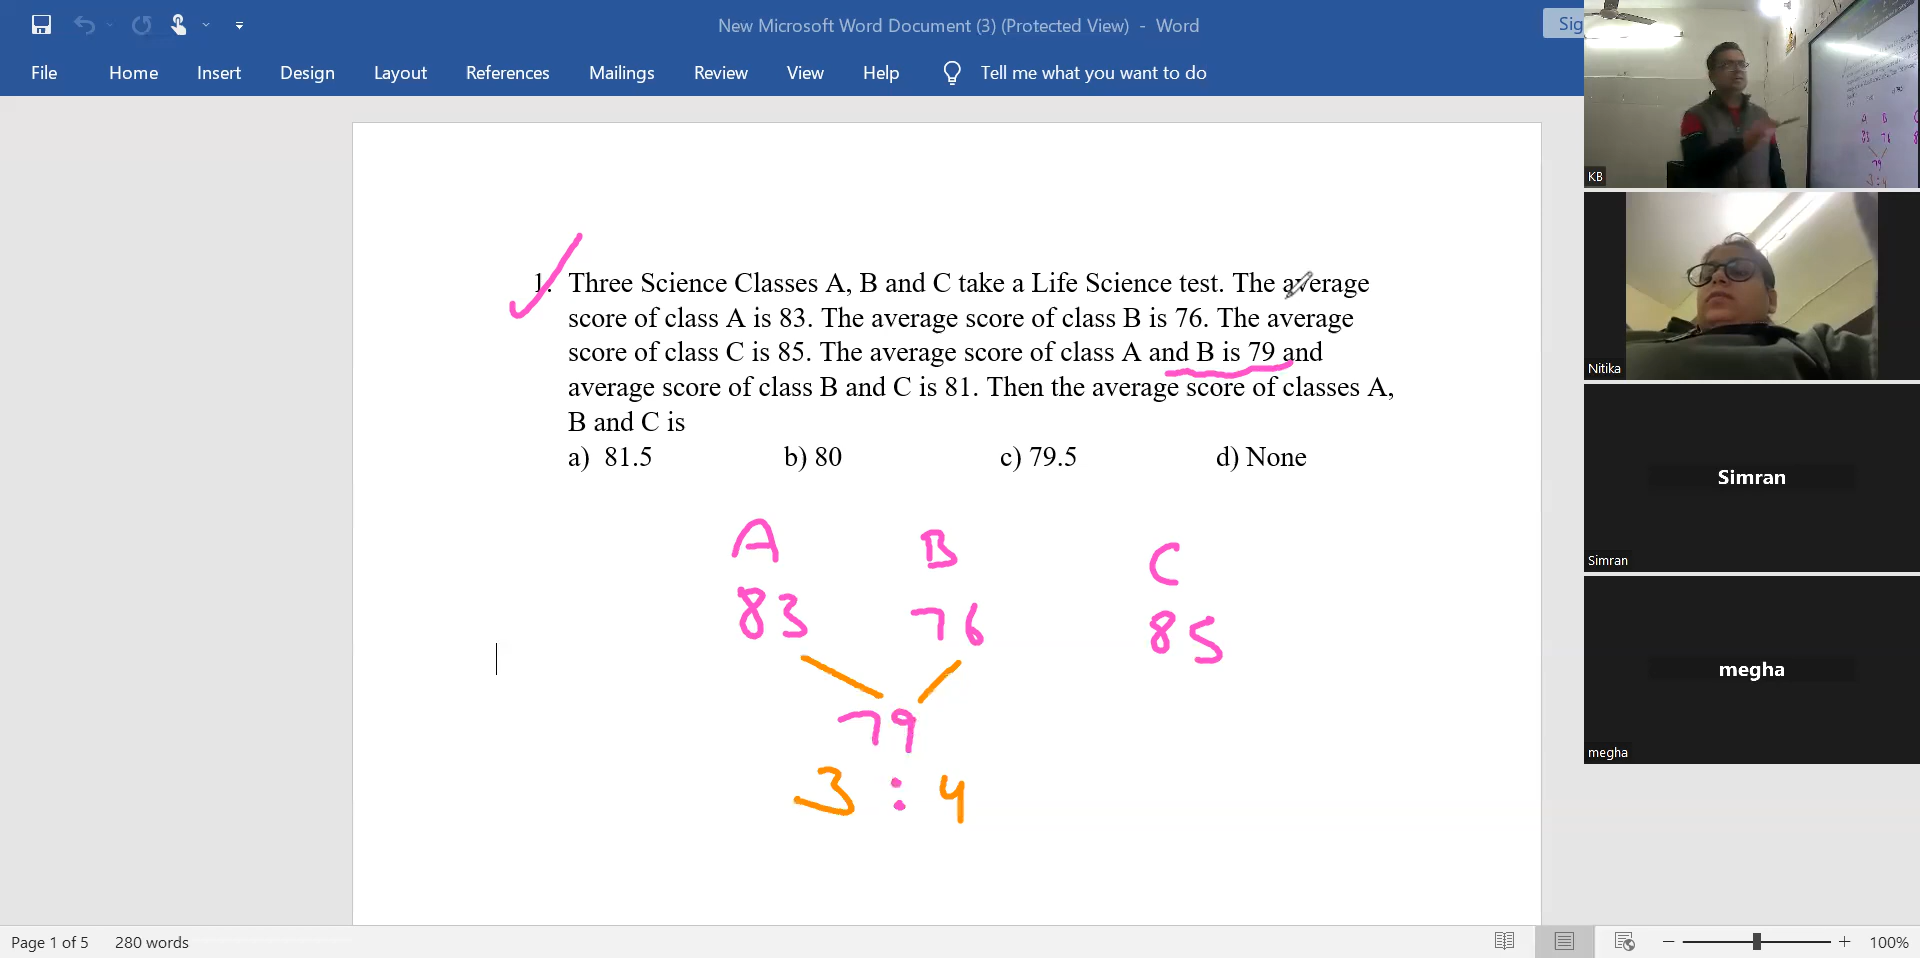 New Microsoft Word Document (3) (Protected View) - Word
Sig
File Home Insert Design Layout References Mailings Review View Help Tell me what you want to do
1. Three Science Classes A, B and C take a Life Science test. The average
score of class A is 83. The average score of class B is 76. The average
score of class C is 85. The average score of class A and B is 79 and
average score of class B and C is 81. Then the average score of classes A,
B and C is
a) 81.5 b) 80 c) 79.5 d) None
A B C
83 76 85
79
3 : 4
KB
Nitika
Simran
Simran
megha
megha
Page 1 of 5 280 words
100%